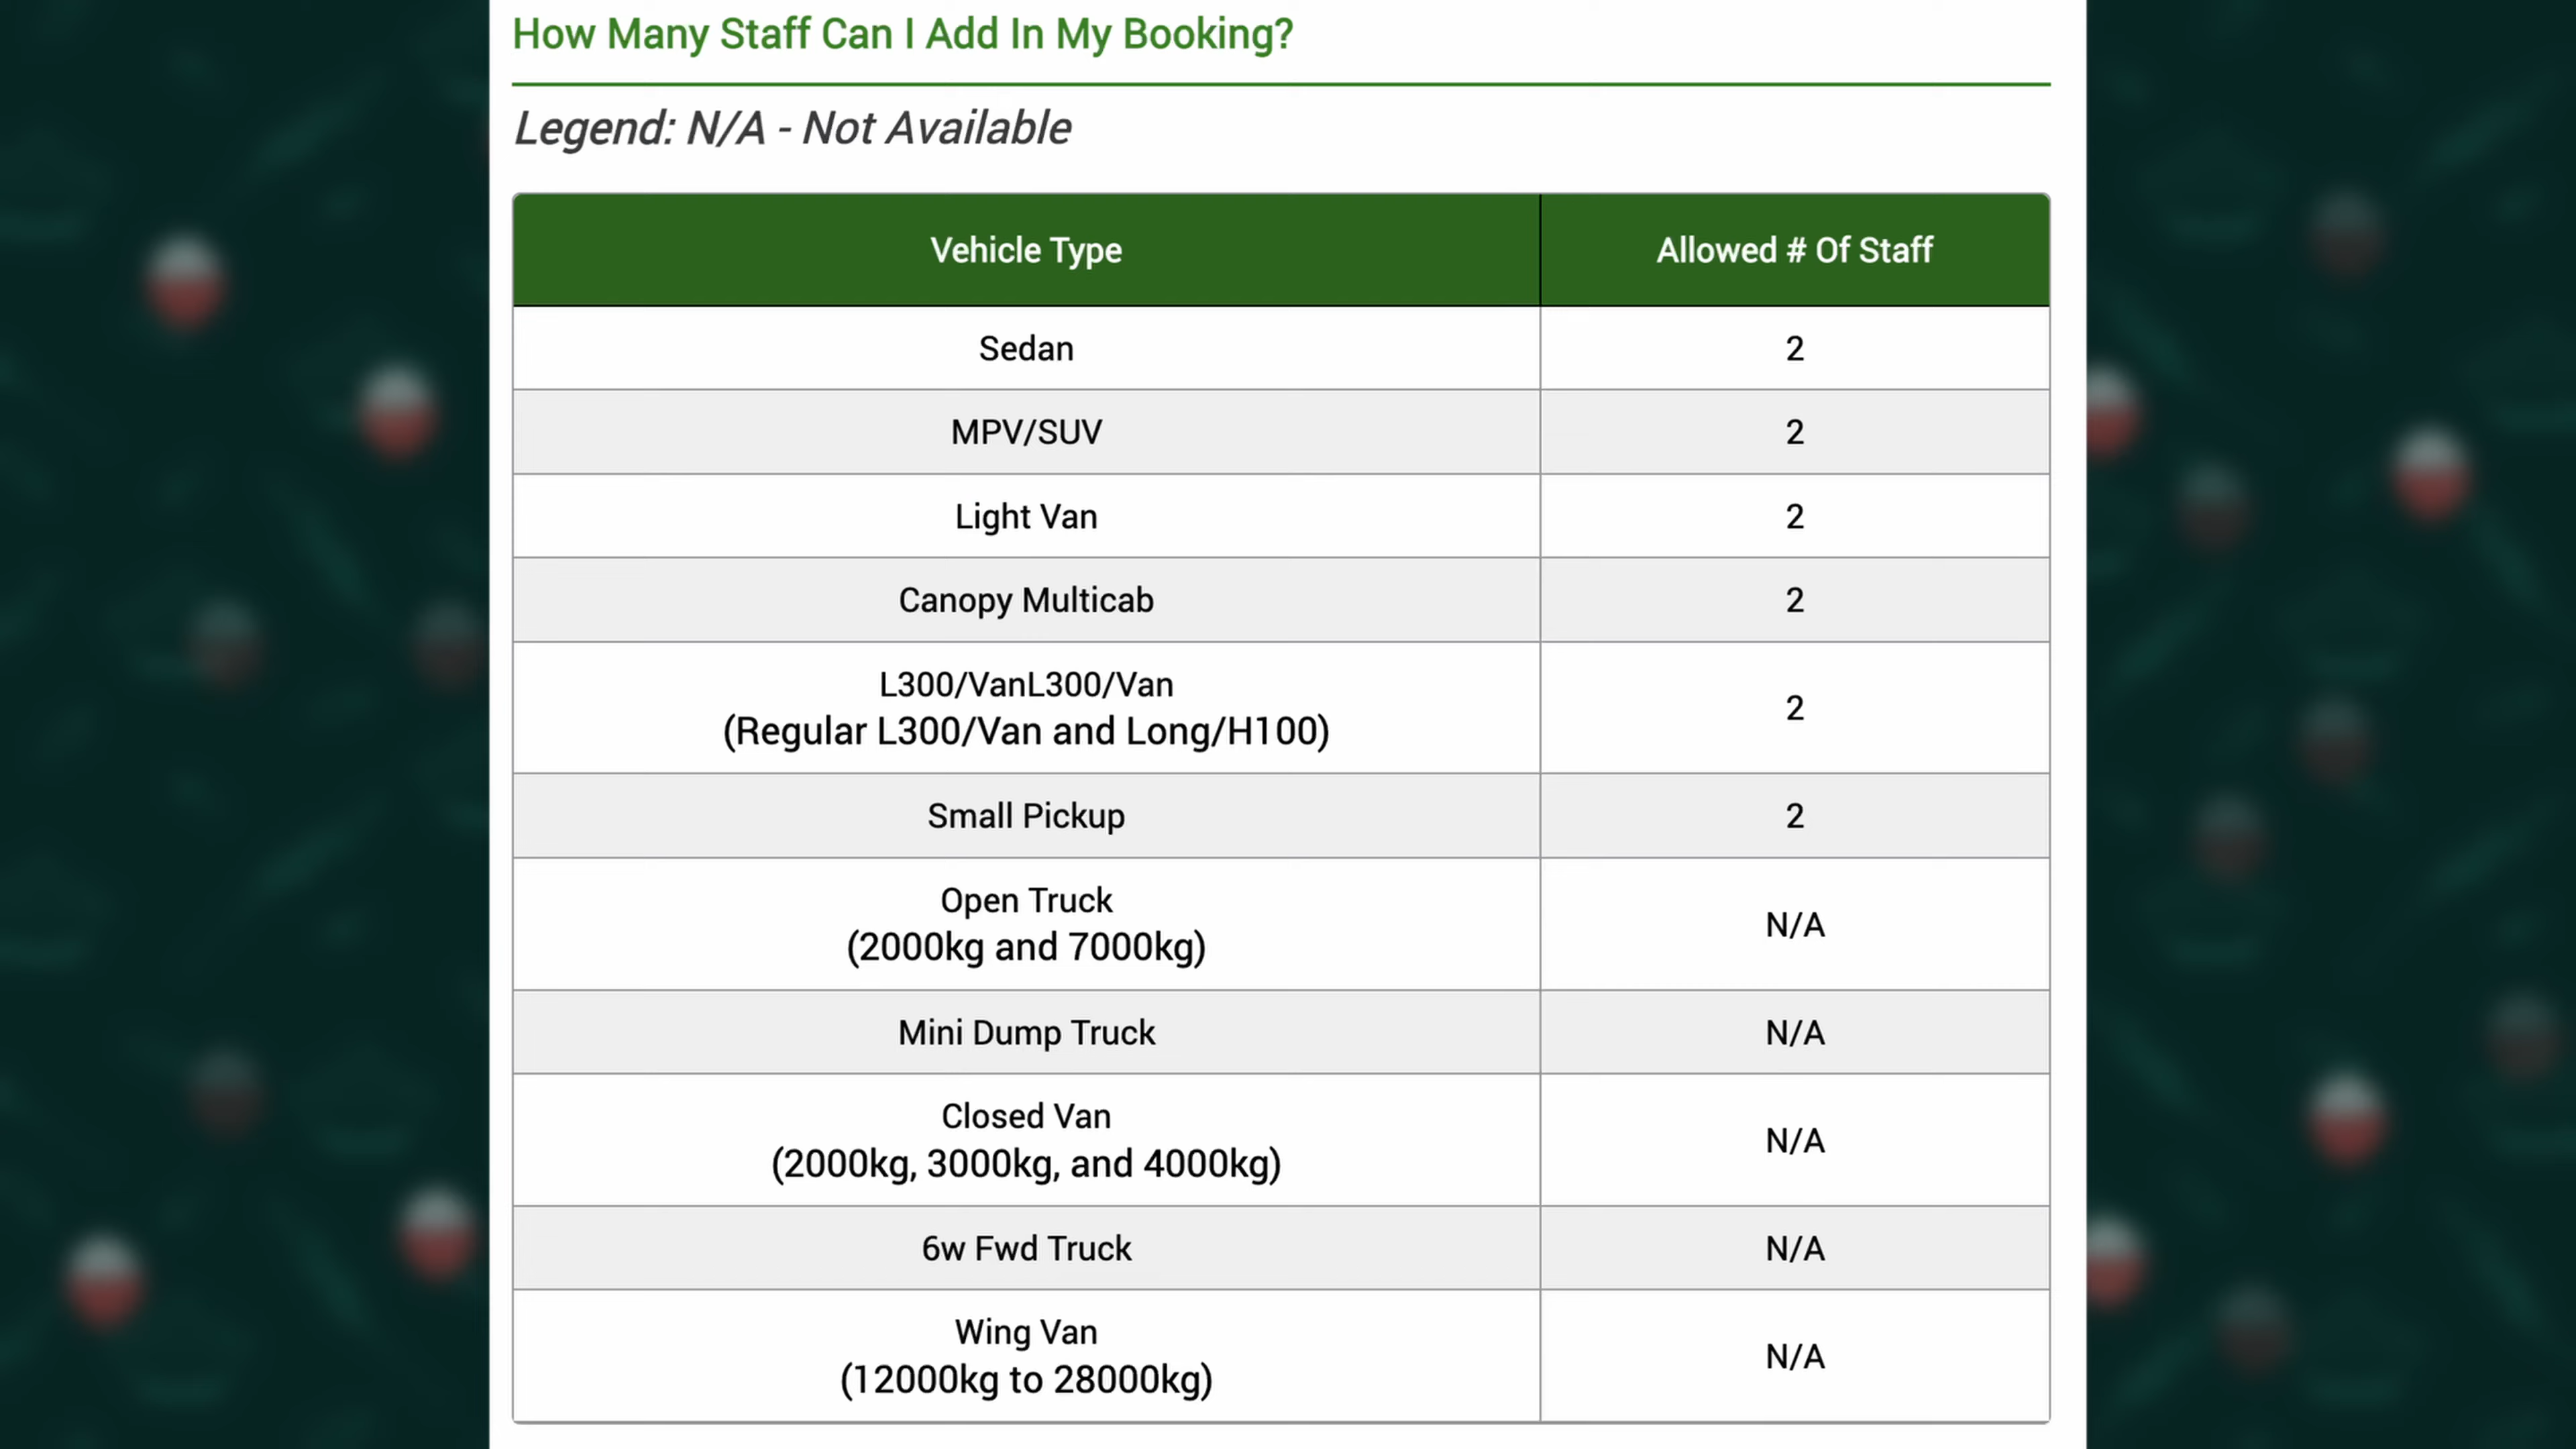 How Many Staff Can I Add In My Booking?
Legend: N/A - Not Available
Vehicle Type
Allowed # Of Staff
Sedan
2
MPV/SUV
2
Light Van
2
Canopy Multicab
2
L300/VanL300/Van
(Regular L300/Van and Long/H100)
2
Small Pickup
2
Open Truck
(2000kg and 7000kg)
N/A
Mini Dump Truck
N/A
Closed Van
(2000kg, 3000kg, and 4000kg)
N/A
6w Fwd Truck
N/A
Wing Van
(12000kg to 28000kg)
N/A